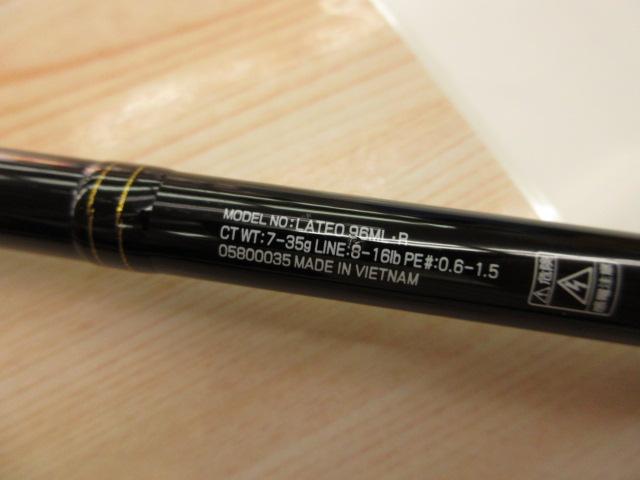 MODEL NO:LATEO 96ML・R
CT WT:7-35g LINE:8-16lb PE#:0.6-1.5
05800035 MADE IN VIETNAM